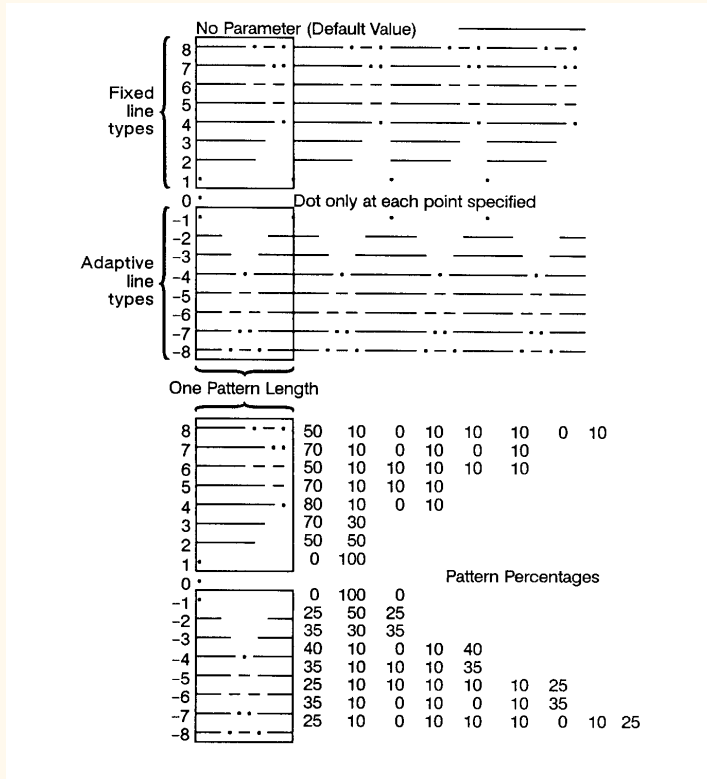 No Parameter (Default Value)
8
7
6
5
4
3
2
1
Fixed
line
types
0
Dot only at each point specified
-1
-2
-3
-4
-5
-6
-7
-8
Adaptive
line
types
One Pattern Length
8 50 10 0 10 10 10 0 10
7 70 10 0 10 0 10
6 50 10 10 10 10 10
5 70 10 10 10
4 80 10 0 10
3 70 30
2 50 50
1 0 100
0
Pattern Percentages
-1 0 100 0
-2 25 50 25
-3 35 30 35
-4 40 10 0 10 40
-5 35 10 10 10 35
-6 25 10 10 10 10 10 25
-7 35 10 0 10 0 10 35
-8 25 10 0 10 10 10 0 10 25